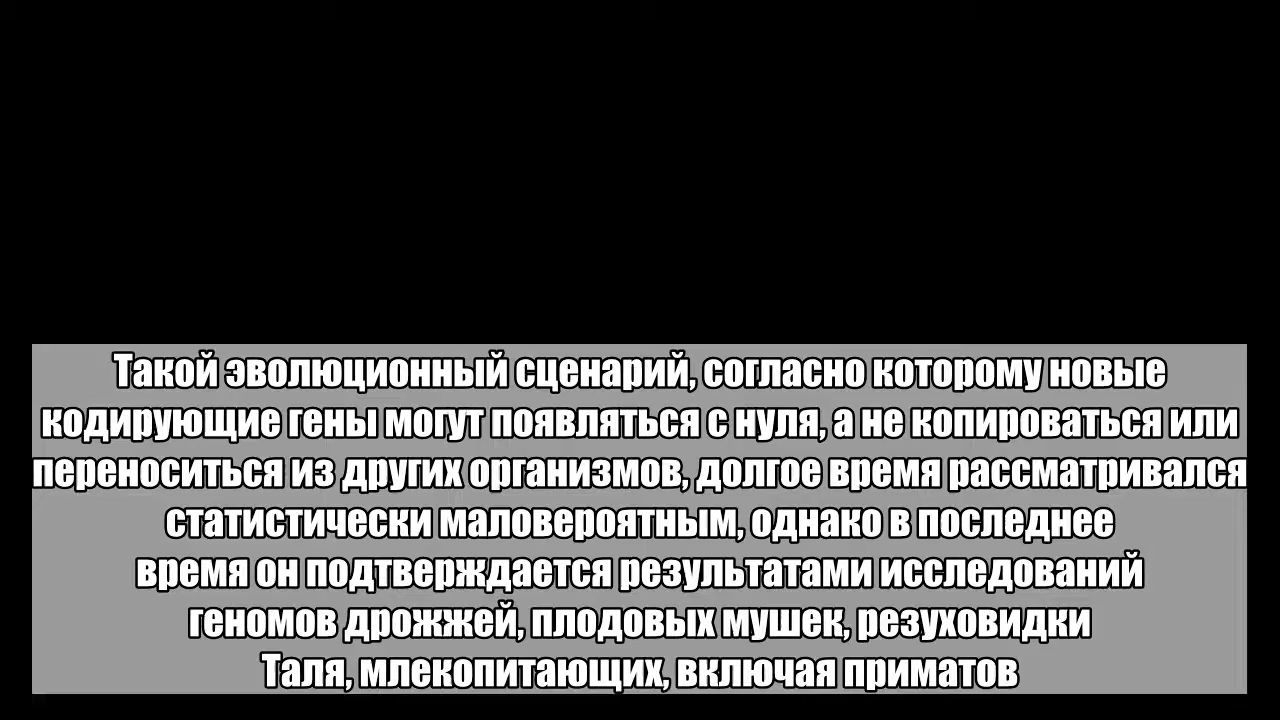 Такой эволюционный сценарий, согласно которому новые
кодирующие гены могут появляться с нуля, а не копироваться или
переноситься из других организмов, долгое время рассматривался
статистически маловероятным, однако в последнее
время он подтверждается результатами исследований
геномов дрожжей, плодовых мушек, резуховидки
Таля, млекопитающих, включая приматов